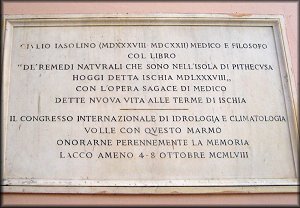 GIVLIO IASOLINO (MDXXXVIII MDCXXII) MEDICO E FILOSOFO
COL LIBRO
"DE' REMEDI NATVRALI CHE SONO NELL'ISOLA DI PITHECVSA
HOGGI DETTA ISCHIA MDLXXXVIII„
CON L'OPERA SAGACE DI MEDICO
DETTE NUOVA VITA ALLE TERME DI ISCHIA
IL CONGRESSO INTERNAZIONALE DI IDROLOGIA E CLIMATOLOGIA
VOLLE CON QVESTO MARMO
ONORARNE PERENNEMENTE LA MEMORIA
LACCO AMENO 4-8 OTTOBRE MCMLVIII